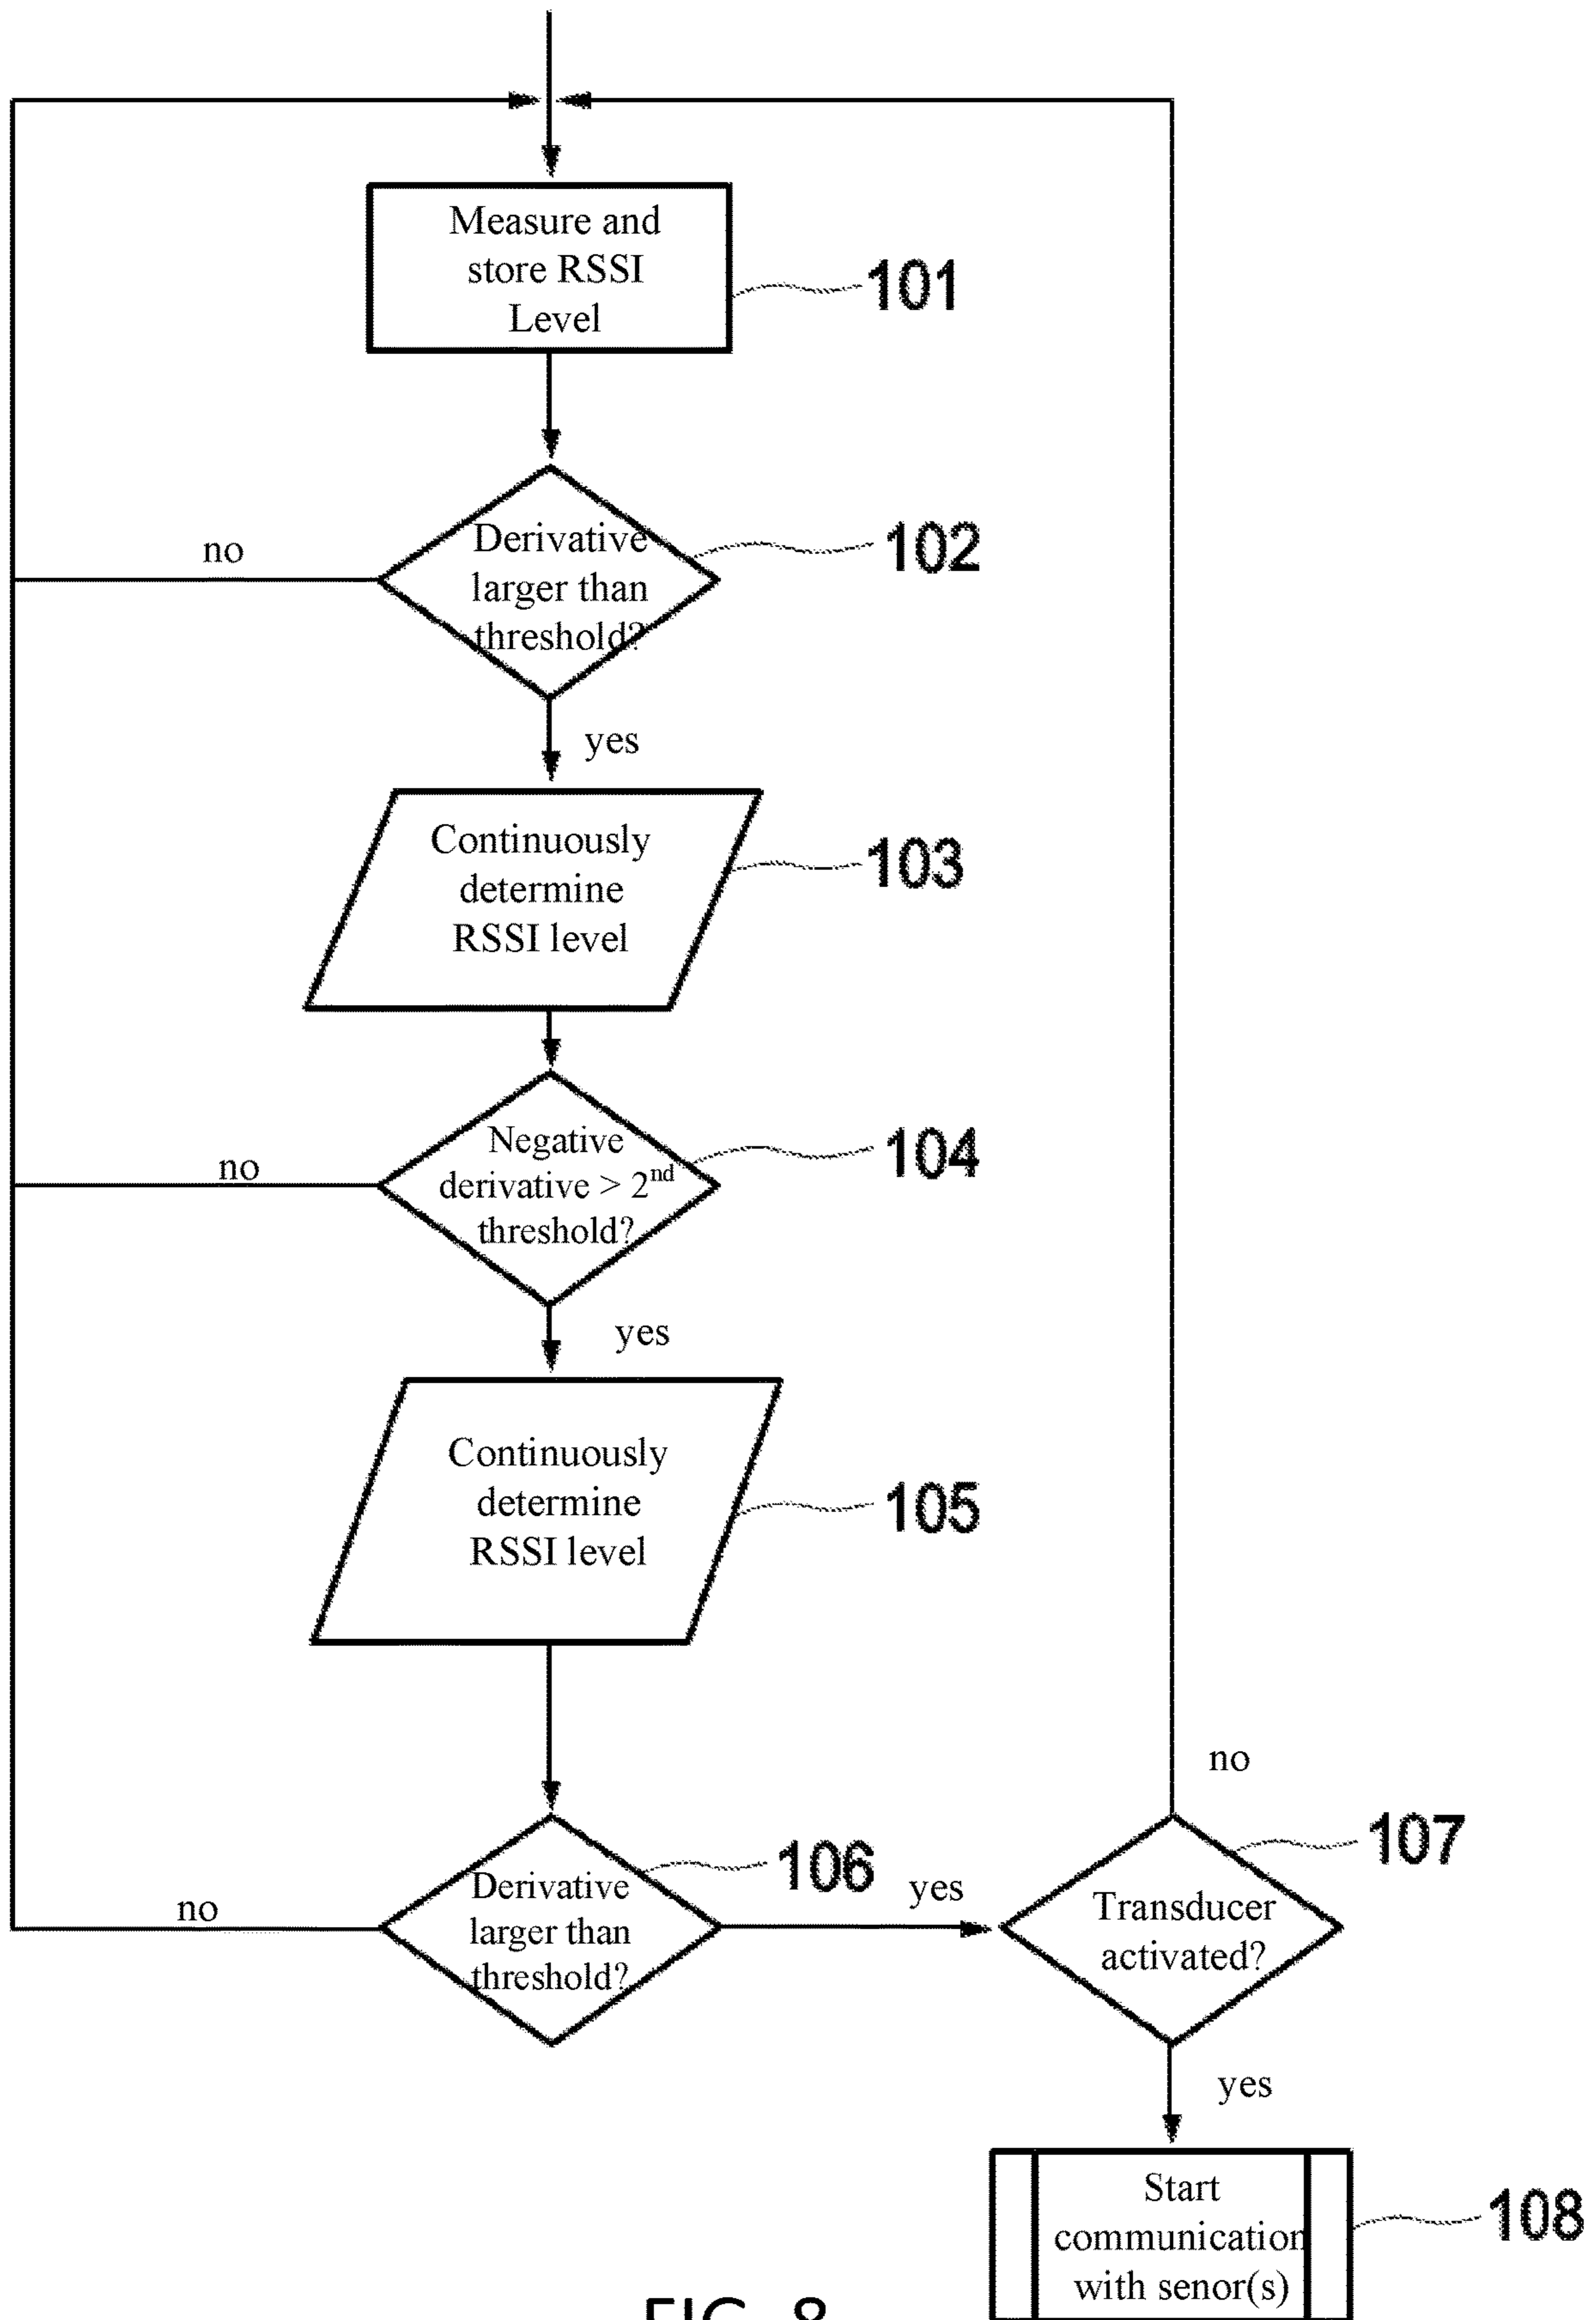 Measure and
store RSSI
Level
101
Derivative
larger than
threshold?
102
no
yes
Continuously
determine
RSSI level
103
Negative
derivative > 2nd
threshold?
104
no
yes
Continuously
determine
RSSI level
105
Derivative
larger than
threshold?
106
no
yes
Transducer
activated?
107
no
yes
Start
communication
with senor(s)
108
FIG. 8